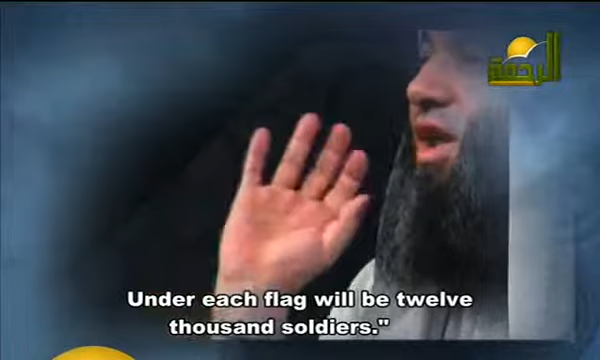 الرحمة
Under each flag will be twelve
thousand soldiers."